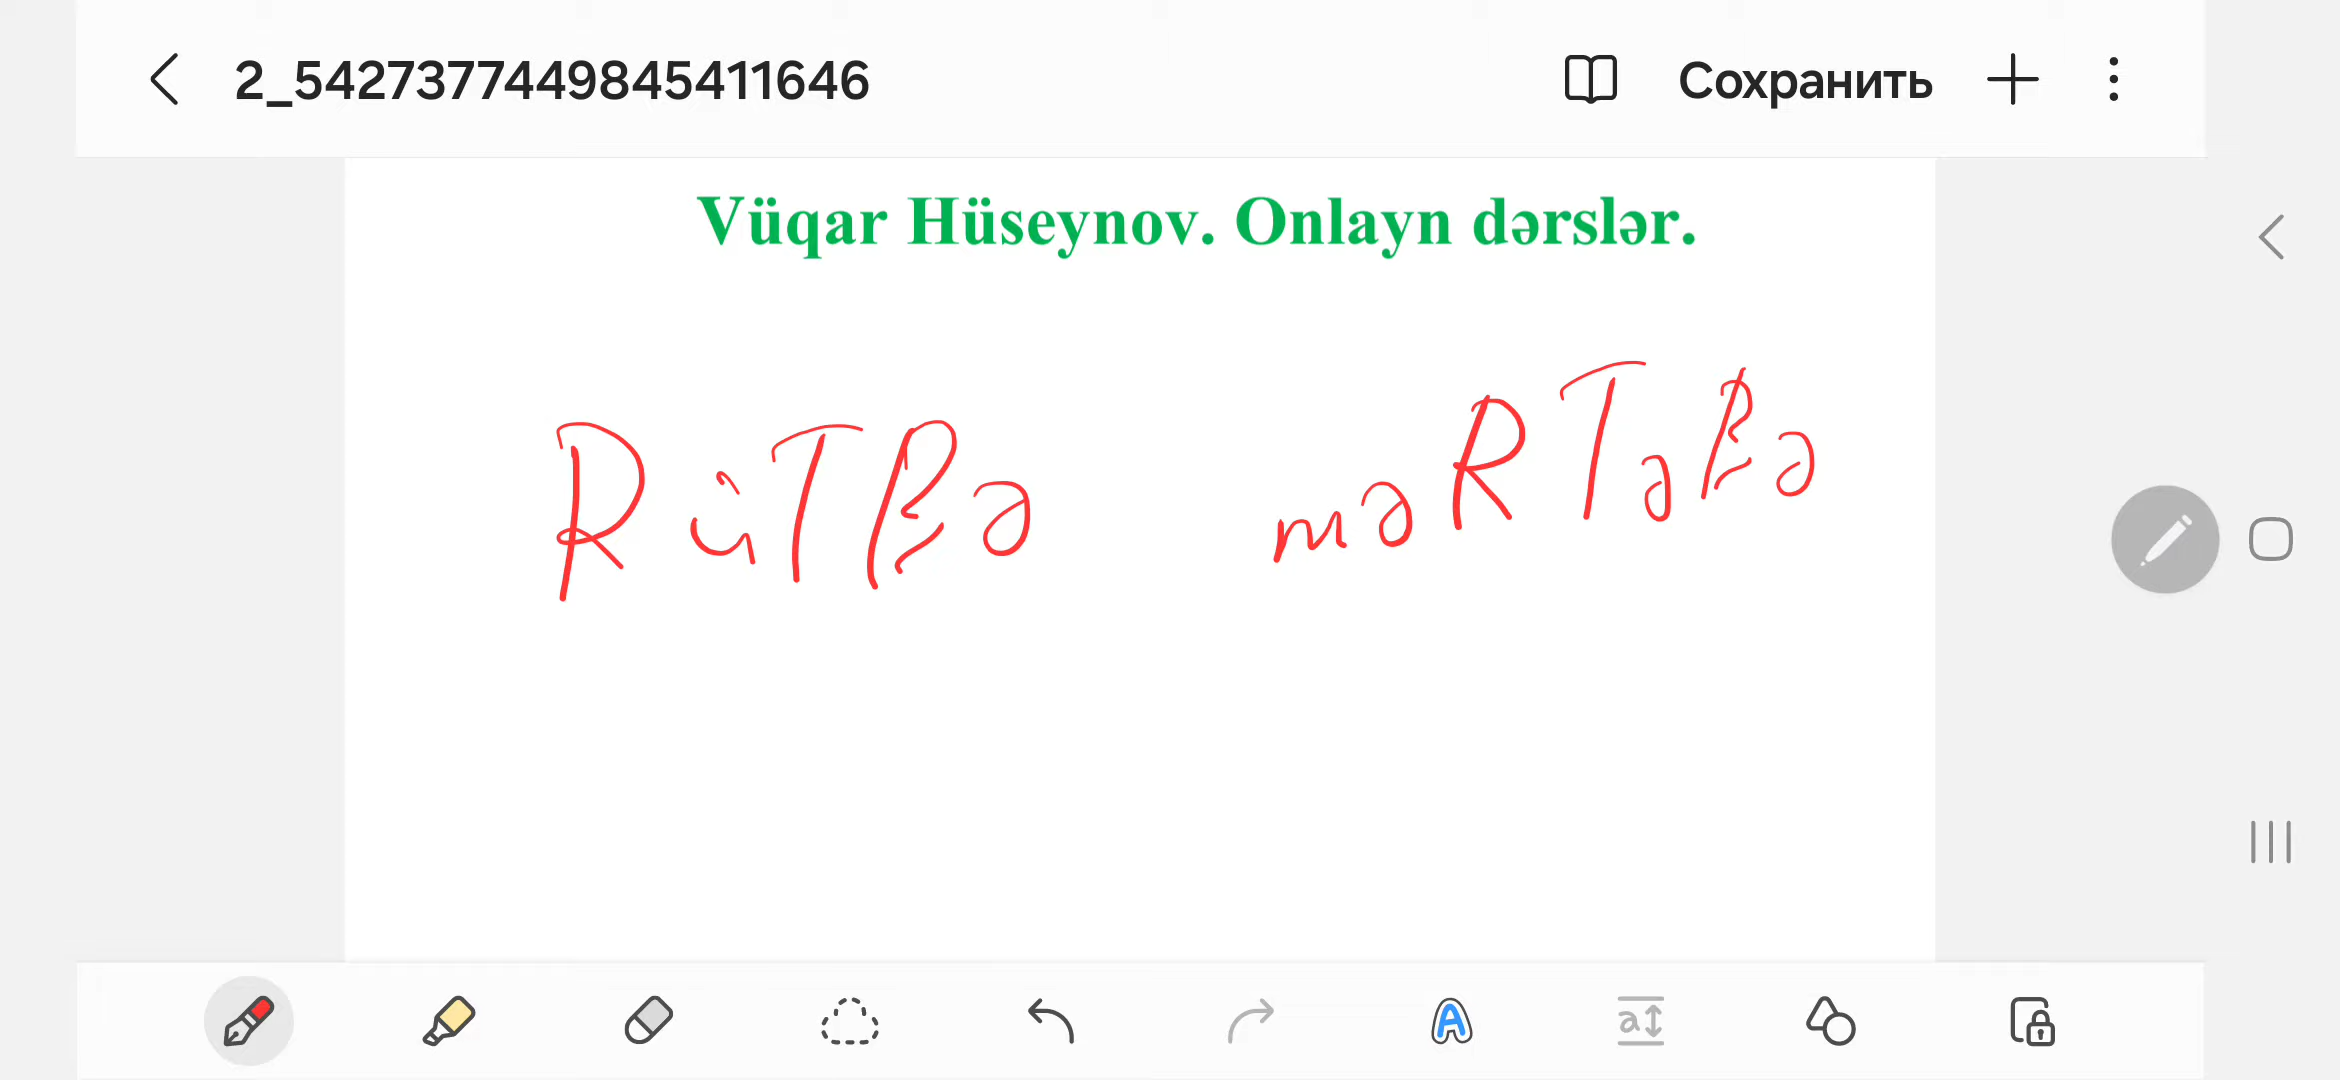 2_5427377449845411646 Сохранить
Vüqar Hüseynov. Onlayn dərslər.
RüTBə məRTəBə